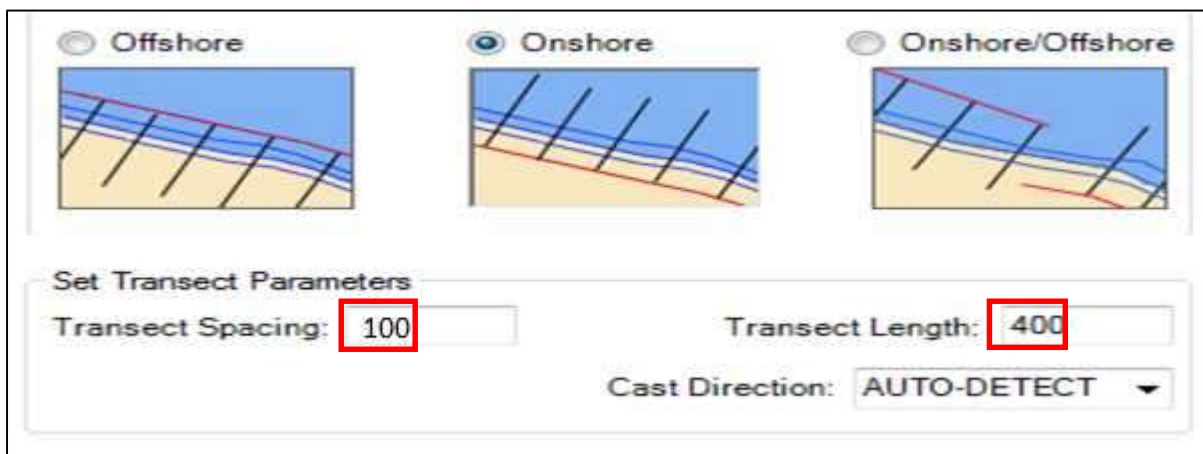 Offshore
Onshore
Onshore/Offshore
Set Transect Parameters
Transect Spacing: 100
Transect Length: 400
Cast Direction: AUTO-DETECT